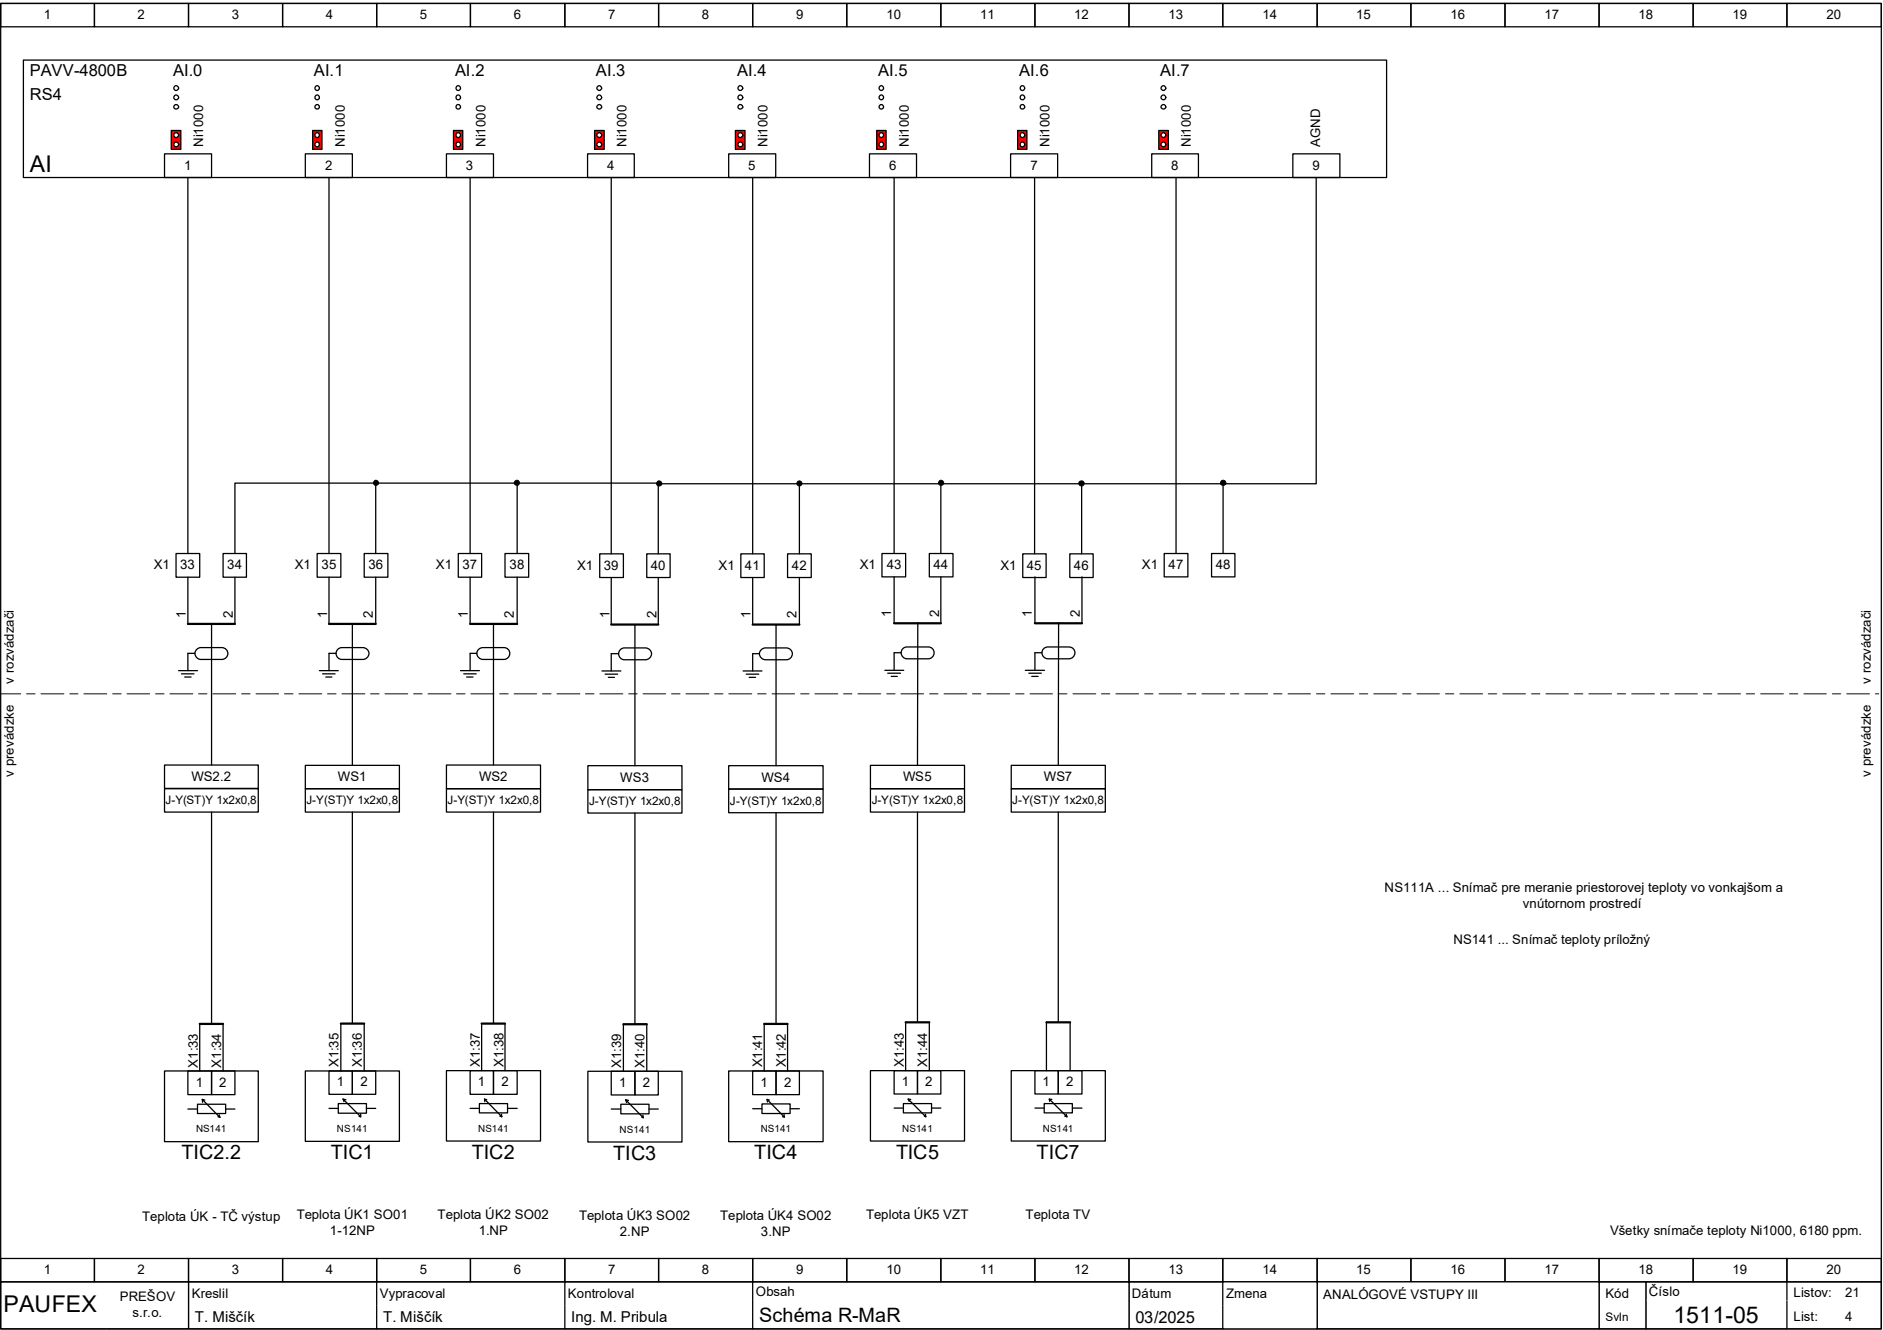 1 2 3 4 5 6 7 8 9 10 11 12 13 14 15 16 17 18 19 20
PAVV-4800B AI.0 AI.1 AI.2 AI.3 AI.4 AI.5 AI.6 AI.7
RS4
Ni1000 Ni1000 Ni1000 Ni1000 Ni1000 Ni1000 Ni1000 Ni1000 AGND
AI 1 2 3 4 5 6 7 8 9
X1 33 34 X1 35 36 X1 37 38 X1 39 40 X1 41 42 X1 43 44 X1 45 46 X1 47 48
1 2 1 2 1 2 1 2 1 2 1 2 1 2
v rozvádzači v rozvádzači
v prevádzke v prevádzke
WS2.2 WS1 WS2 WS3 WS4 WS5 WS7
J-Y(ST)Y 1x2x0,8 J-Y(ST)Y 1x2x0,8 J-Y(ST)Y 1x2x0,8 J-Y(ST)Y 1x2x0,8 J-Y(ST)Y 1x2x0,8 J-Y(ST)Y 1x2x0,8 J-Y(ST)Y 1x2x0,8
NS111A ... Snímač pre meranie priestorovej teploty vo vonkajšom a
vnútornom prostredí
NS141 ... Snímač teploty príložný
X1:33 X1:34 X1:35 X1:36 X1:37 X1:38 X1:39 X1:40 X1:41 X1:42 X1:43 X1:44
1 2 1 2 1 2 1 2 1 2 1 2 1 2
NS141 NS141 NS141 NS141 NS141 NS141 NS141
TIC2.2 TIC1 TIC2 TIC3 TIC4 TIC5 TIC7
Teplota ÚK - TČ výstup
Teplota ÚK1 SO01
1-12NP
Teplota ÚK2 SO02
1.NP
Teplota ÚK3 SO02
2.NP
Teplota ÚK4 SO02
3.NP
Teplota ÚK5 VZT
Teplota TV
Všetky snímače teploty Ni1000, 6180 ppm.
1 2 3 4 5 6 7 8 9 10 11 12 13 14 15 16 17 18 19 20
PAUFEX
PREŠOV
s.r.o.
Kreslil
T. Miščík
Vypracoval
T. Miščík
Kontroloval
Ing. M. Pribula
Obsah
Schéma R-MaR
Dátum
03/2025
Zmena
ANALÓGOVÉ VSTUPY III
Kód
Svln
Číslo
1511-05
Listov: 21
List: 4